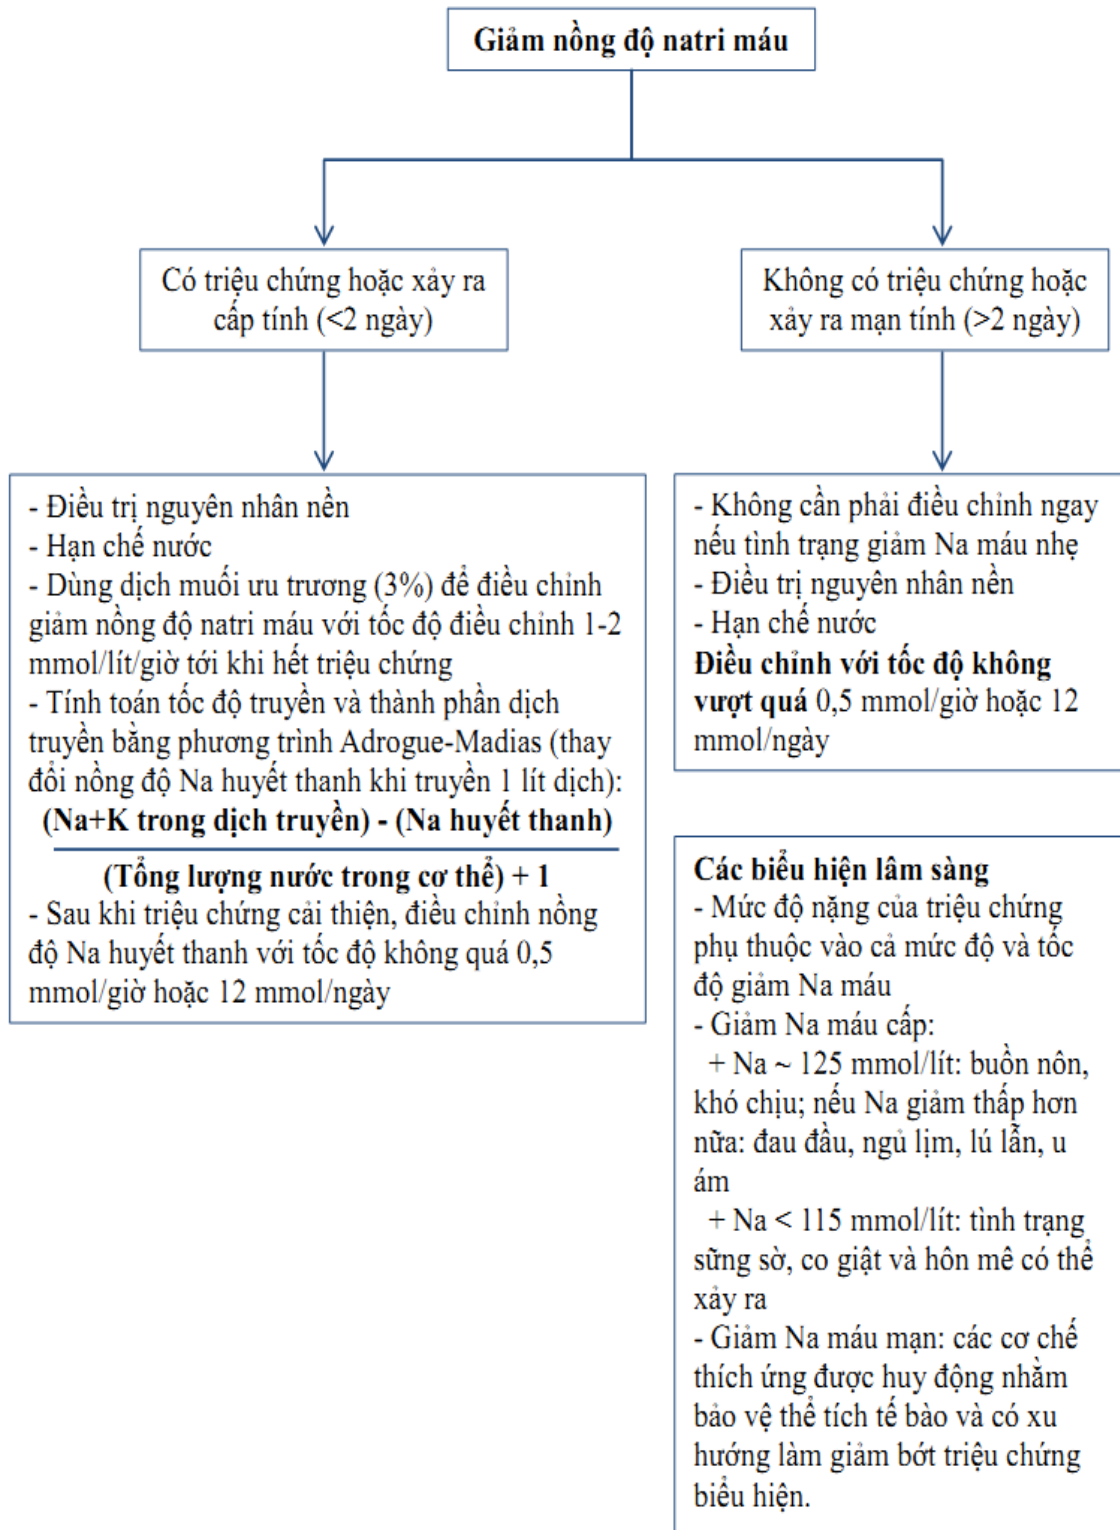 Giảm nồng độ natri máu
Có triệu chứng hoặc xảy ra
cấp tính (<2 ngày)
Không có triệu chứng hoặc
xảy ra mạn tính (>2 ngày)
- Điều trị nguyên nhân nền
- Hạn chế nước
- Dùng dịch muối ưu trương (3%) để điều chỉnh
giảm nồng độ natri máu với tốc độ điều chỉnh 1-2
mmol/lít/giờ tới khi hết triệu chứng
- Tính toán tốc độ truyền và thành phần dịch
truyền bằng phương trình Adrogue-Madias (thay
đổi nồng độ Na huyết thanh khi truyền 1 lít dịch):
(Na+K trong dịch truyền) - (Na huyết thanh)
(Tổng lượng nước trong cơ thể) + 1
- Sau khi triệu chứng cải thiện, điều chỉnh nồng
độ Na huyết thanh với tốc độ không quá 0,5
mmol/giờ hoặc 12 mmol/ngày
- Không cần phải điều chỉnh ngay
nếu tình trạng giảm Na máu nhẹ
- Điều trị nguyên nhân nền
- Hạn chế nước
Điều chỉnh với tốc độ không
vượt quá 0,5 mmol/giờ hoặc 12
mmol/ngày
Các biểu hiện lâm sàng
- Mức độ nặng của triệu chứng
phụ thuộc vào cả mức độ và tốc
độ giảm Na máu
- Giảm Na máu cấp:
+ Na ~ 125 mmol/lít: buồn nôn,
khó chịu; nếu Na giảm thấp hơn
nữa: đau đầu, ngủ lịm, lú lẫn, u
ám
+ Na < 115 mmol/lít: tình trạng
sững sờ, co giật và hôn mê có thể
xảy ra
- Giảm Na máu mạn: các cơ chế
thích ứng được huy động nhằm
bảo vệ thể tích tế bào và có xu
hướng làm giảm bớt triệu chứng
biểu hiện.